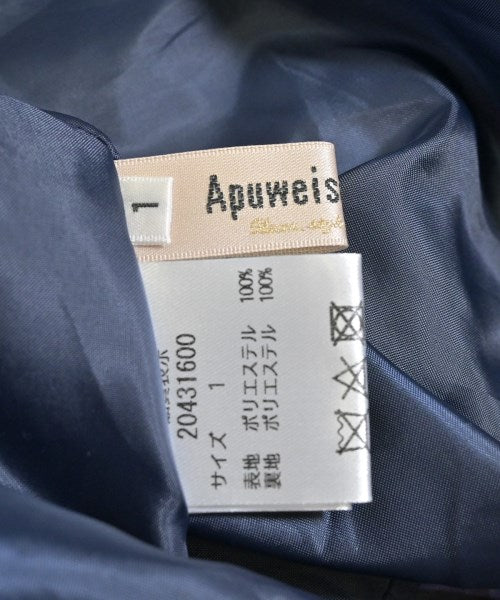 1
Apuweis
20431600
サイズ 1
表地 ポリエステル 100%
裏地 ポリエステル 100%